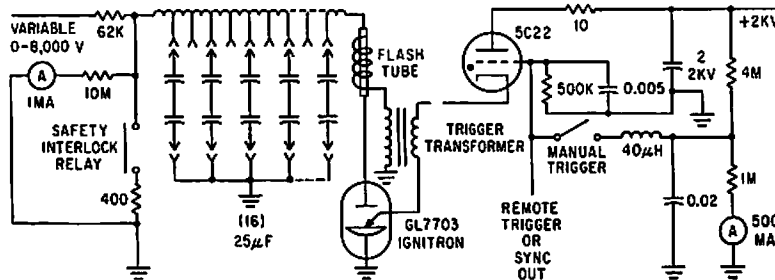 VARIABLE
0-8,000 V
62K
A
1MA
10M
SAFETY
INTERLOCK
RELAY
400
(16)
25µF
FLASH
TUBE
GL7703
IGNITRON
TRIGGER
TRANSFORMER
5C22
10
500K
0.005
2
2KV
+2KV
4M
MANUAL
TRIGGER
40µH
REMOTE
TRIGGER
OR
SYNC
OUT
0.02
1M
A
500
MA